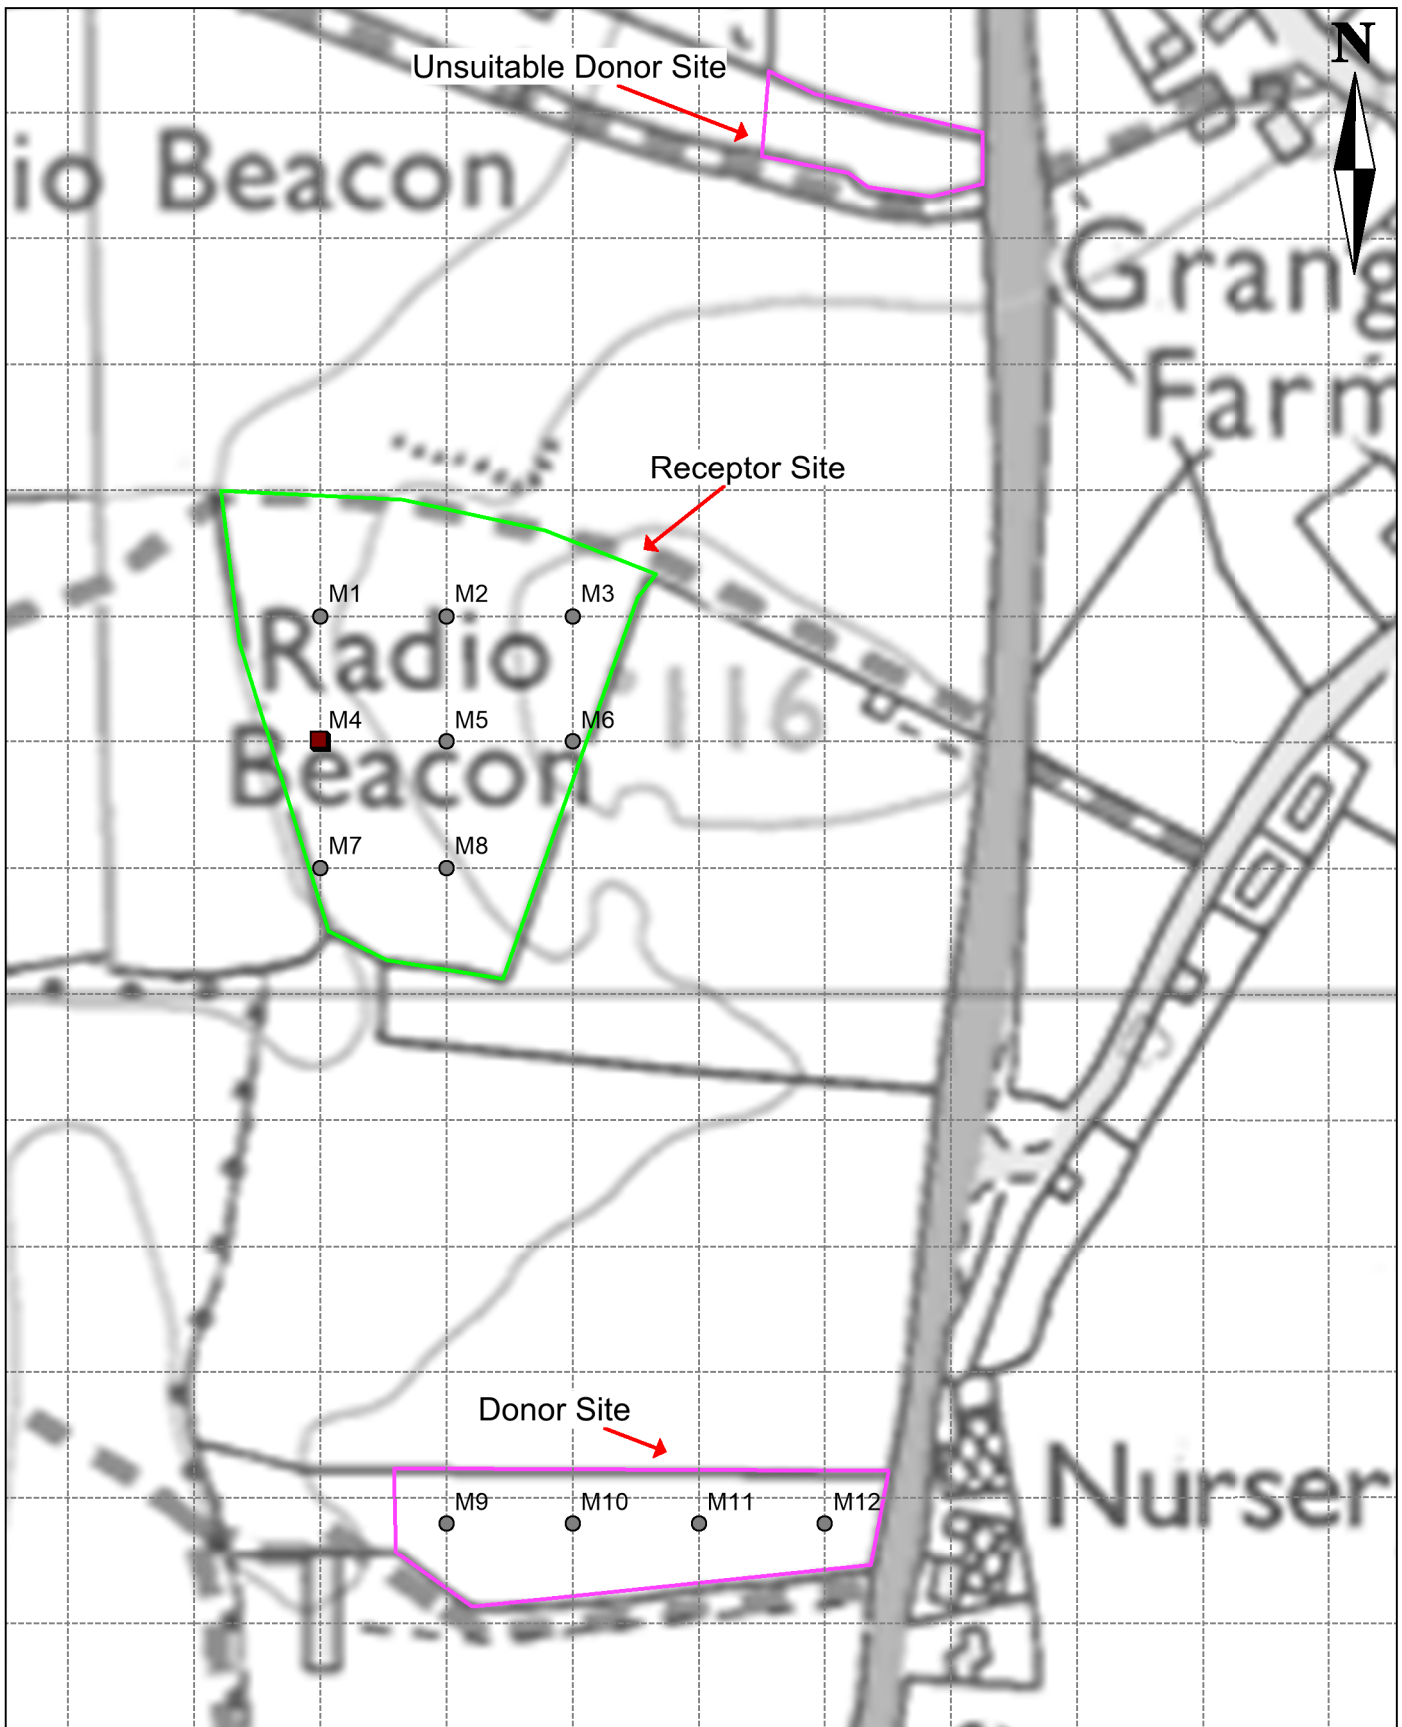 N
Unsuitable Donor Site
io Beacon
Grang
Farm
Receptor Site
M1 M2 M3
Radio
116
M4 M5 M6
Beacon
M7 M8
Donor Site
Nurser
M9 M10 M11 M12